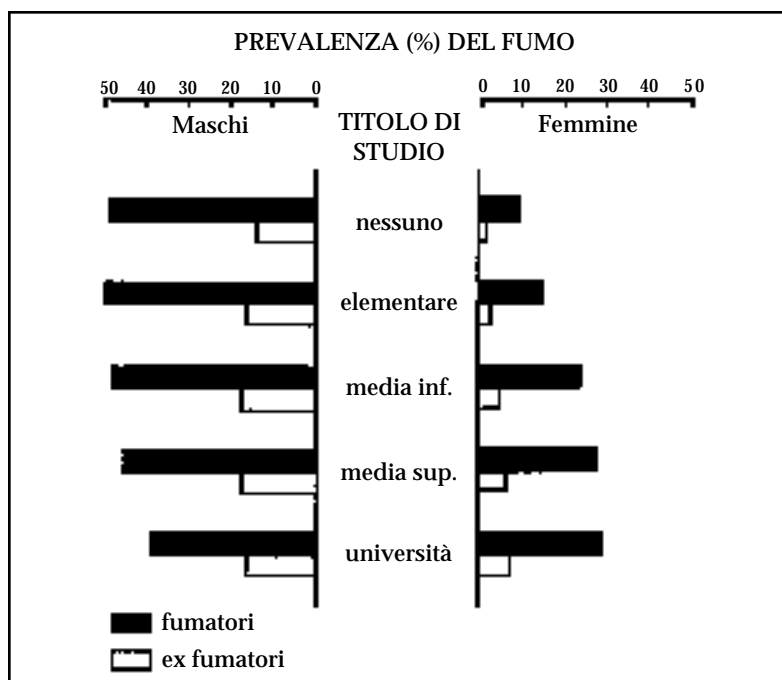 PREVALENZA (%) DEL FUMO
50 40 30 20 10 0
0 10 20 30 40 50
Maschi
TITOLO DI
STUDIO
Femmine
nessuno
elementare
media inf.
media sup.
università
fumatori
ex fumatori